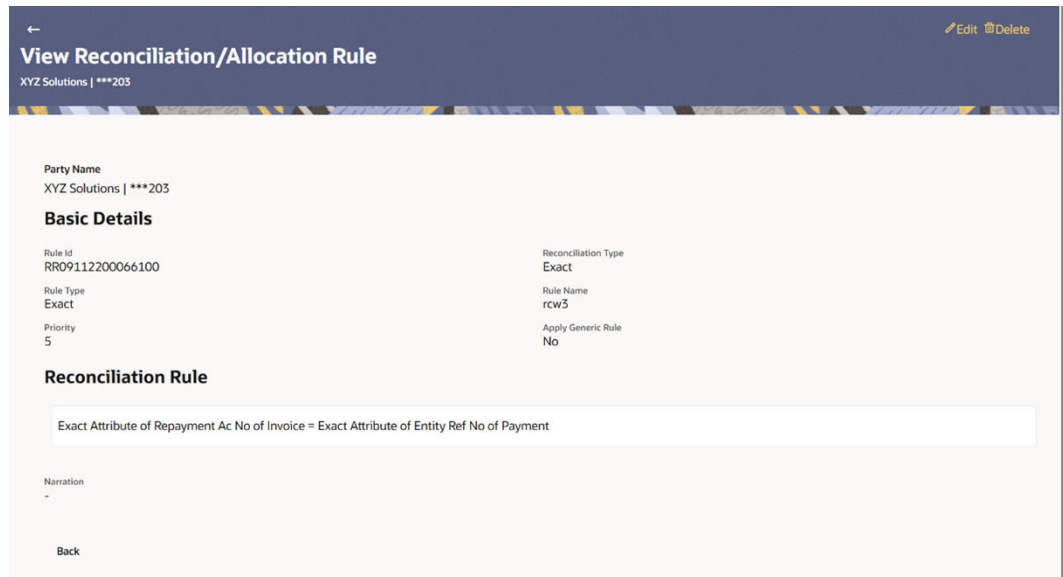 ← Edit Delete
View Reconciliation/Allocation Rule
XYZ Solutions | ***203
Party Name
XYZ Solutions | ***203
Basic Details
Rule Id
RR09112200066100
Reconciliation Type
Exact
Rule Type
Exact
Rule Name
rcw3
Priority
5
Apply Generic Rule
No
Reconciliation Rule
Exact Attribute of Repayment Ac No of Invoice = Exact Attribute of Entity Ref No of Payment
Narration
-
Back